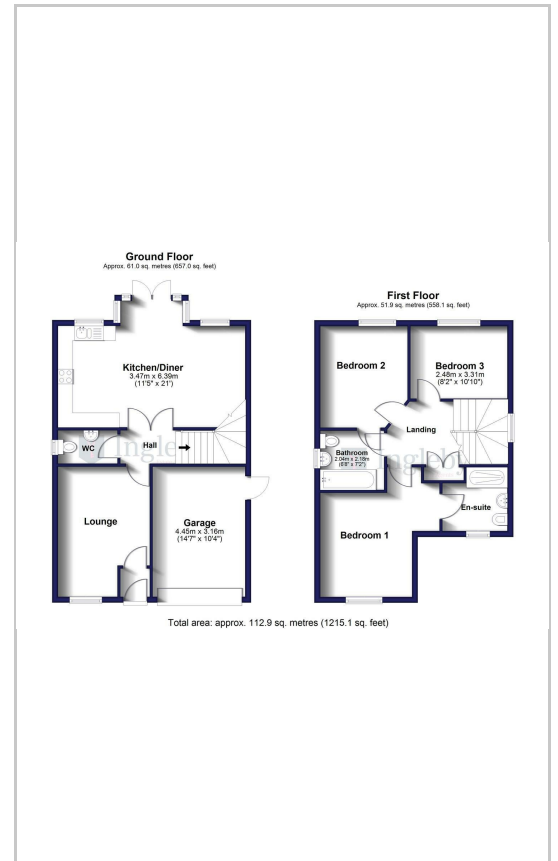 Ground Floor
Approx. 61.0 sq. metres (657.0 sq. feet)
Kitchen/Diner
3.47m x 6.39m
(11'5" x 21')
WC
Hall
Lounge
Garage
4.45m x 3.16m
(14'7" x 10'4")
First Floor
Approx. 51.9 sq. metres (558.1 sq. feet)
Bedroom 2
Bedroom 3
2.48m x 3.31m
(8'2" x 10'10")
Landing
Bathroom
2.04m x 2.18m
(6'8" x 7'2")
En-suite
Bedroom 1
Total area: approx. 112.9 sq. metres (1215.1 sq. feet)